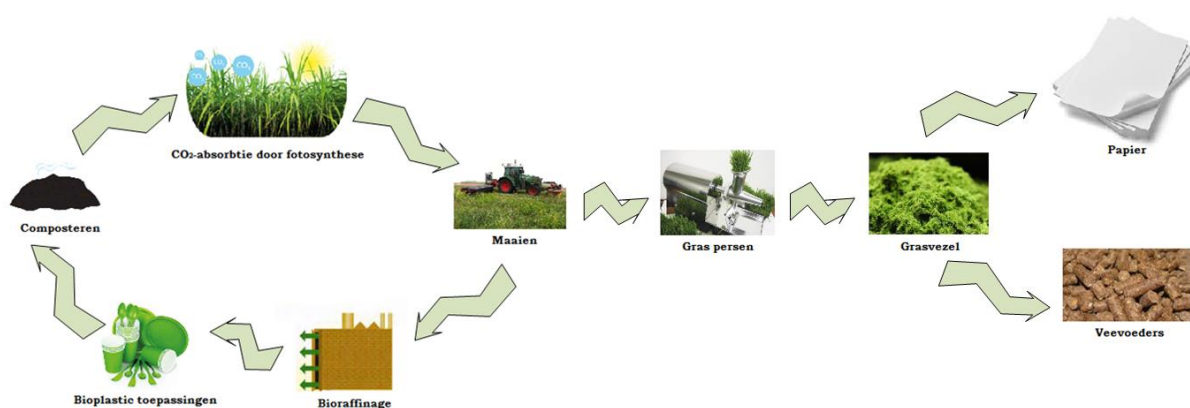 CO₂-absorbtie door fotosynthese
Papier
Composteren
Maaien
Gras persen
Grasvezel
Veevoeders
Bioplastic toepassingen
Bioraffinage